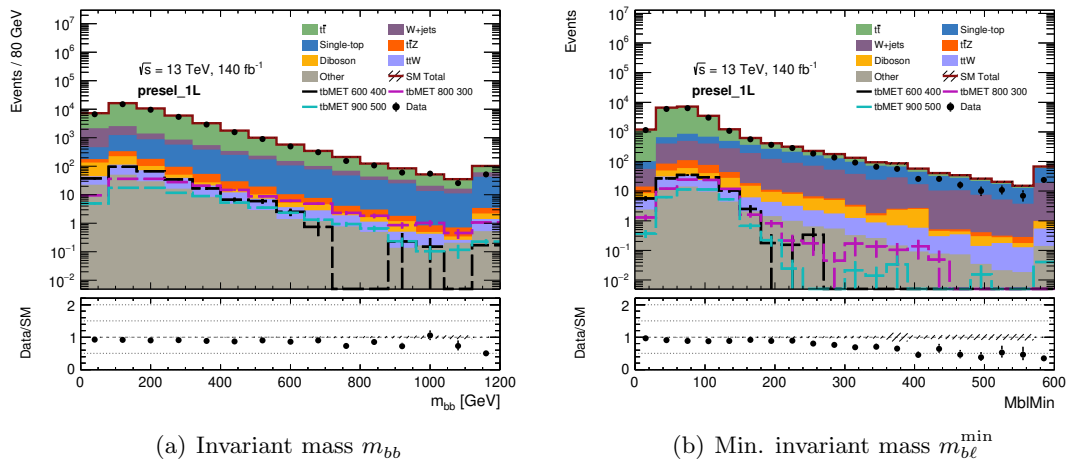 Events / 80 GeV
10⁷
10⁶
10⁵
10⁴
10³
10²
10
1
10⁻¹
10⁻²
tt̄
W+jets
Single-top
tt̄Z
Diboson
ttW
Other
SM Total
tbMET 600 400
tbMET 800 300
tbMET 900 500
Data
√s = 13 TeV, 140 fb⁻¹
presel_1L
Data/SM
2
1
0
0 200 400 600 800 1000 1200
m_bb [GeV]
(a) Invariant mass m_bb
Events
10⁷
10⁶
10⁵
10⁴
10³
10²
10
1
10⁻¹
10⁻²
tt̄
Single-top
W+jets
tt̄Z
Diboson
ttW
Other
SM Total
tbMET 600 400
tbMET 800 300
tbMET 900 500
Data
√s = 13 TeV, 140 fb⁻¹
presel_1L
Data/SM
2
1
0
0 100 200 300 400 500 600
MblMin
(b) Min. invariant mass m_bℓ^min